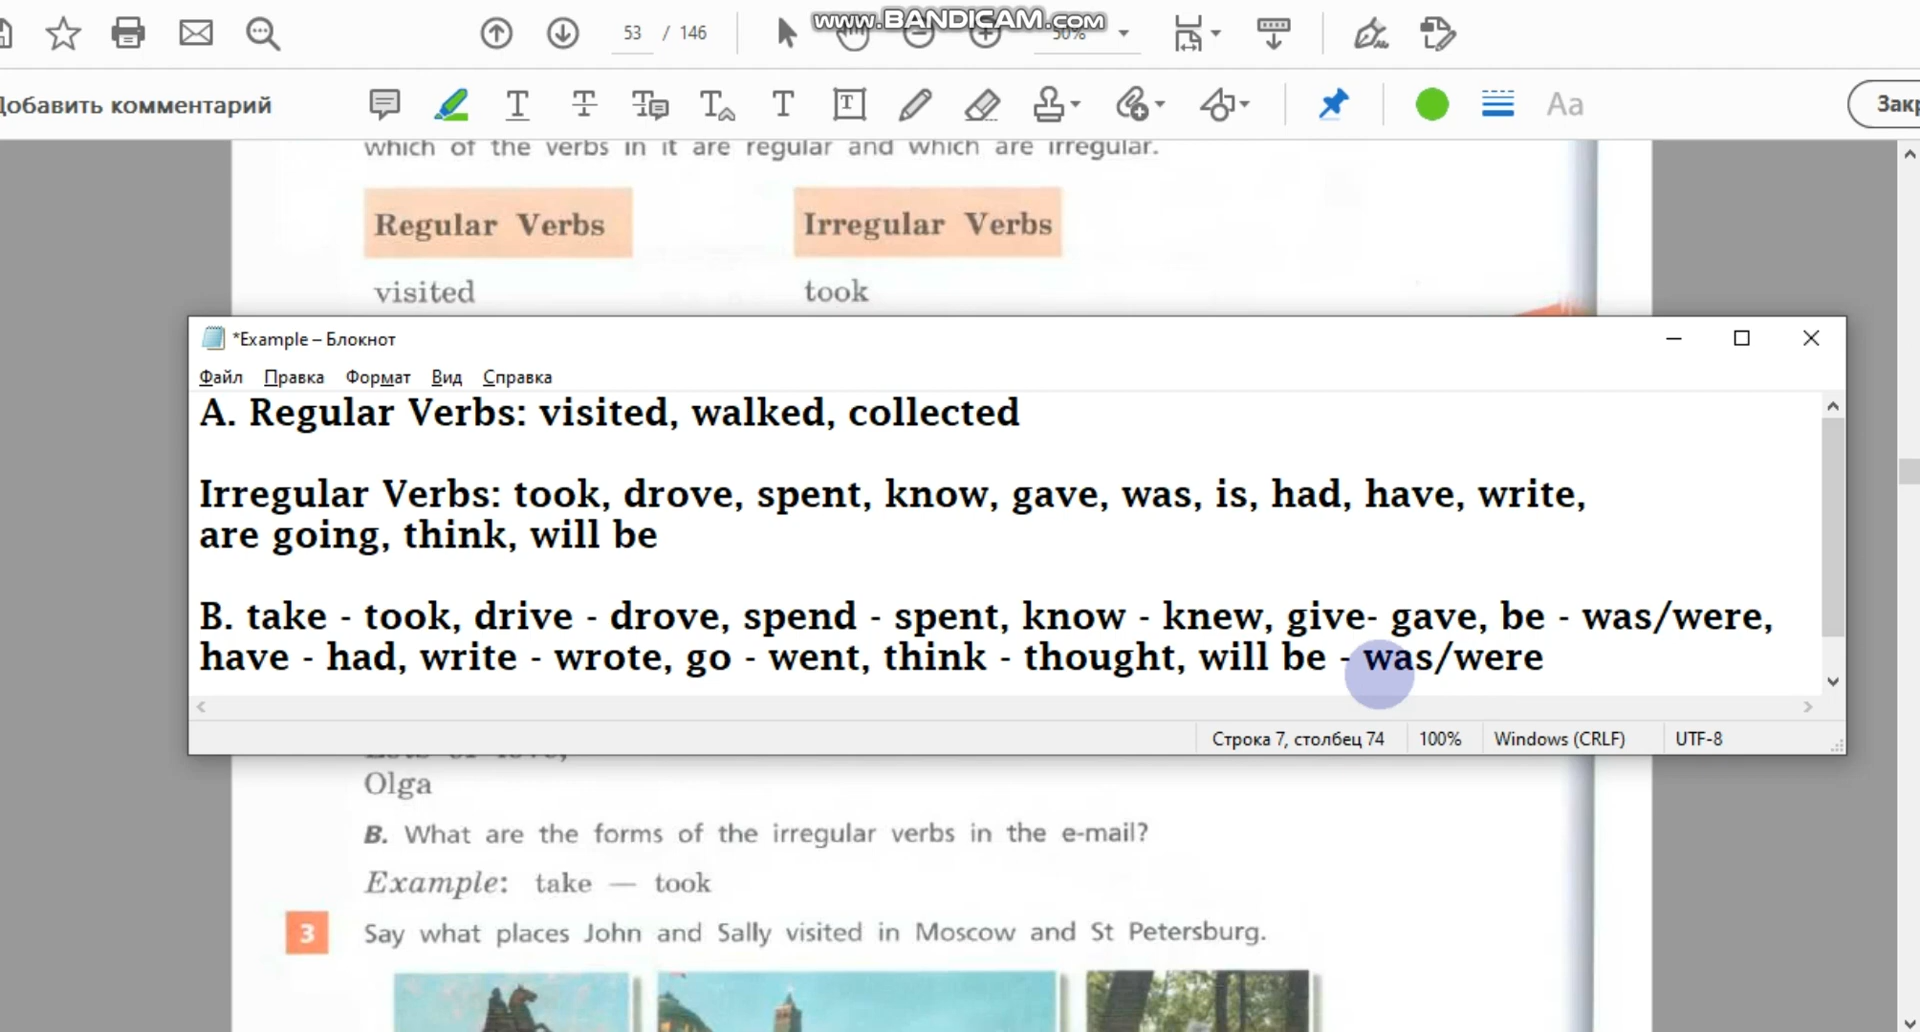 www.BANDICAM.com
53 / 146
50%
Добавить комментарий
Aa
which of the verbs in it are regular and which are irregular.
Regular Verbs
Irregular Verbs
visited
took
*Example – Блокнот
Файл Правка Формат Вид Справка
A. Regular Verbs: visited, walked, collected
Irregular Verbs: took, drove, spent, know, gave, was, is, had, have, write,
are going, think, will be
B. take - took, drive - drove, spend - spent, know - knew, give- gave, be - was/were,
have - had, write - wrote, go - went, think - thought, will be - was/were
Строка 7, столбец 74 100% Windows (CRLF) UTF-8
Olga
B. What are the forms of the irregular verbs in the e-mail?
Example: take — took
3 Say what places John and Sally visited in Moscow and St Petersburg.